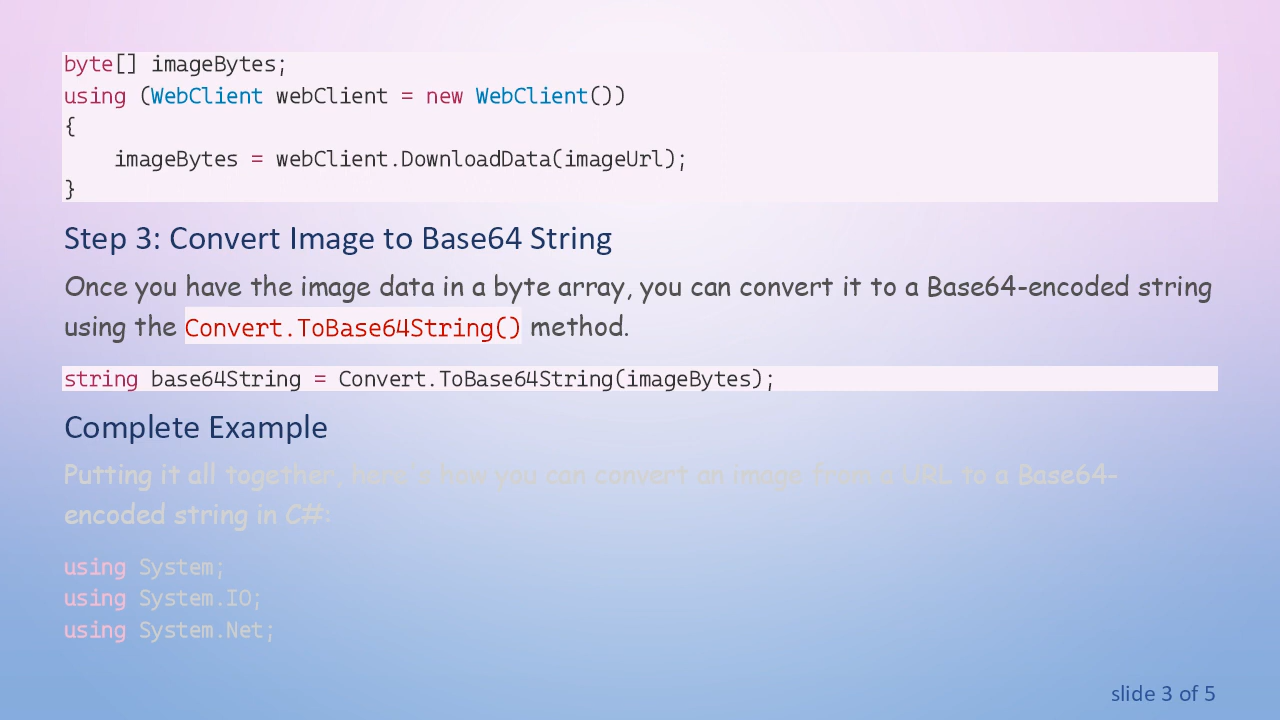 byte[] imageBytes;
using (WebClient webClient = new WebClient())
{
    imageBytes = webClient.DownloadData(imageUrl);
}
Step 3: Convert Image to Base64 String
Once you have the image data in a byte array, you can convert it to a Base64-encoded string
using the Convert.ToBase64String() method.
string base64String = Convert.ToBase64String(imageBytes);
Complete Example
Putting it all together, here's how you can convert an image from a URL to a Base64-
encoded string in C#:
using System;
using System.IO;
using System.Net;
slide 3 of 5